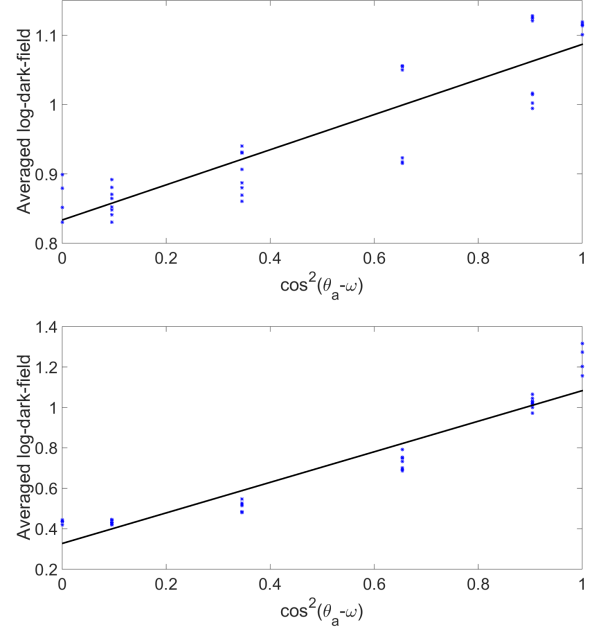 Averaged log-dark-field
1.1
1
0.9
0.8
0 0.2 0.4 0.6 0.8 1
cos²(θₐ-ω)
Averaged log-dark-field
1.4
1.2
1
0.8
0.6
0.4
0.2
0 0.2 0.4 0.6 0.8 1
cos²(θₐ-ω)